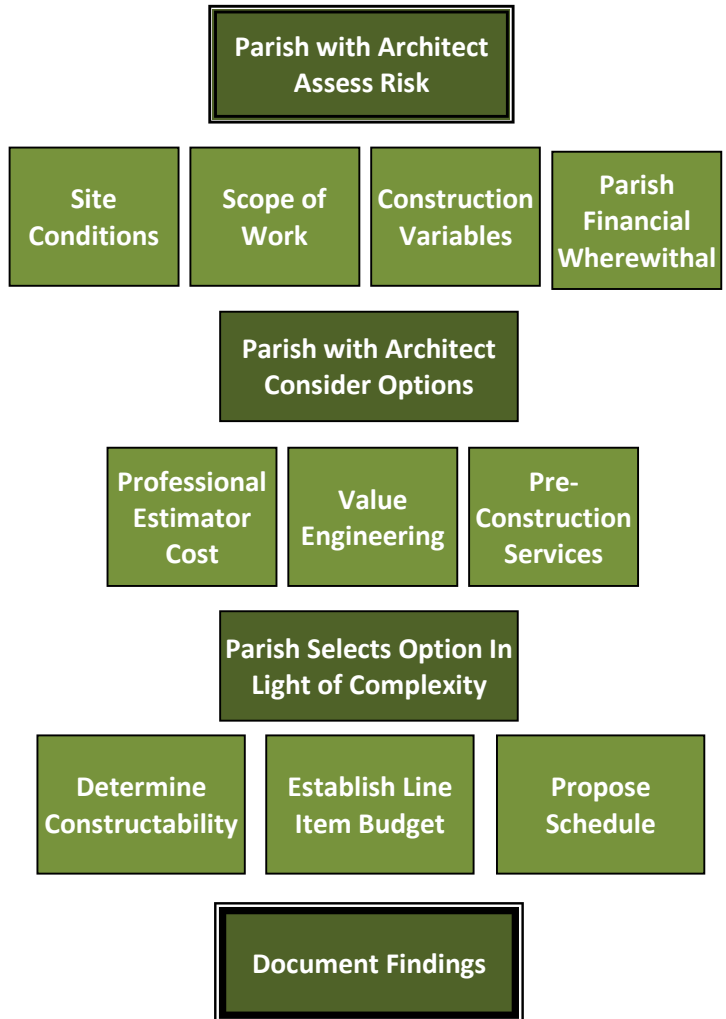 Parish with Architect
Assess Risk
Site
Conditions
Scope of
Work
Construction
Variables
Parish
Financial
Wherewithal
Parish with Architect
Consider Options
Professional
Estimator
Cost
Value
Engineering
Pre-
Construction
Services
Parish Selects Option In
Light of Complexity
Determine
Constructability
Establish Line
Item Budget
Propose
Schedule
Document Findings